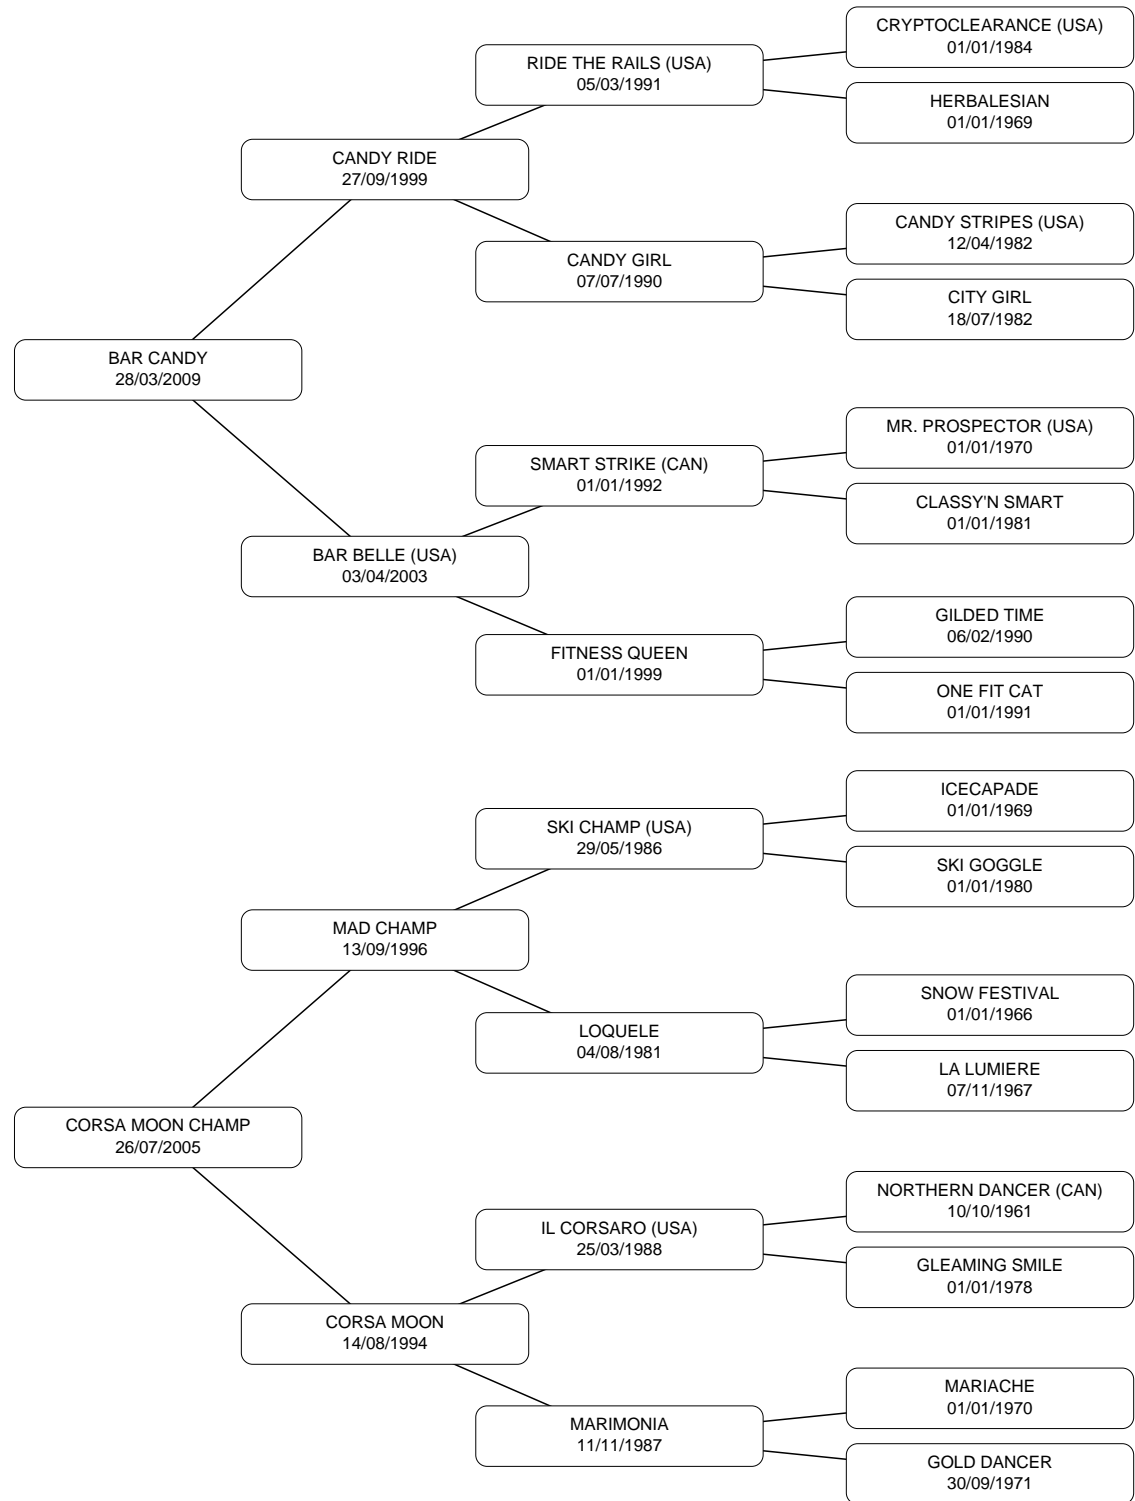 CRYPTOCLEARANCE (USA)
01/01/1984
RIDE THE RAILS (USA)
05/03/1991
HERBALESIAN
01/01/1969
CANDY RIDE
27/09/1999
CANDY STRIPES (USA)
12/04/1982
CANDY GIRL
07/07/1990
CITY GIRL
18/07/1982
BAR CANDY
28/03/2009
MR. PROSPECTOR (USA)
01/01/1970
SMART STRIKE (CAN)
01/01/1992
CLASSY'N SMART
01/01/1981
BAR BELLE (USA)
03/04/2003
GILDED TIME
06/02/1990
FITNESS QUEEN
01/01/1999
ONE FIT CAT
01/01/1991
ICECAPADE
01/01/1969
SKI CHAMP (USA)
29/05/1986
SKI GOGGLE
01/01/1980
MAD CHAMP
13/09/1996
SNOW FESTIVAL
01/01/1966
LOQUELE
04/08/1981
LA LUMIERE
07/11/1967
CORSA MOON CHAMP
26/07/2005
NORTHERN DANCER (CAN)
10/10/1961
IL CORSARO (USA)
25/03/1988
GLEAMING SMILE
01/01/1978
CORSA MOON
14/08/1994
MARIACHE
01/01/1970
MARIMONIA
11/11/1987
GOLD DANCER
30/09/1971